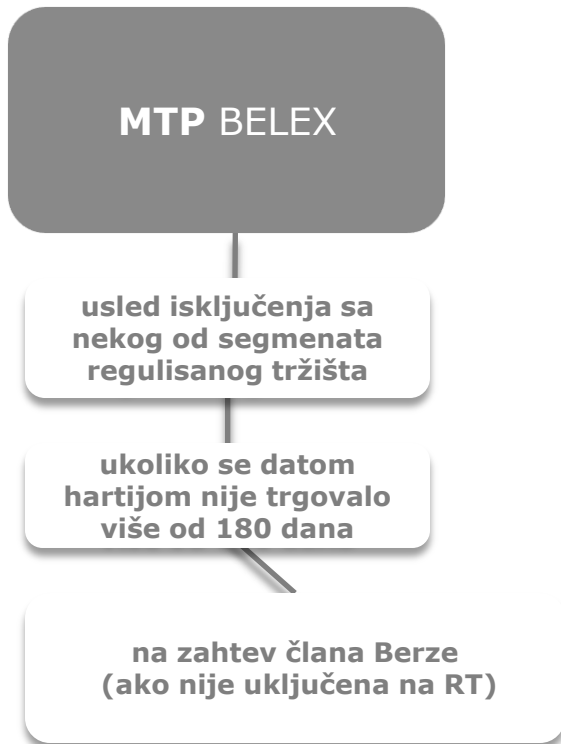 MTP BELEX
usled isključenja sa
nekog od segmenata
regulisanog tržišta
ukoliko se datom
hartijom nije trgovalo
više od 180 dana
na zahtev člana Berze
(ako nije uključena na RT)